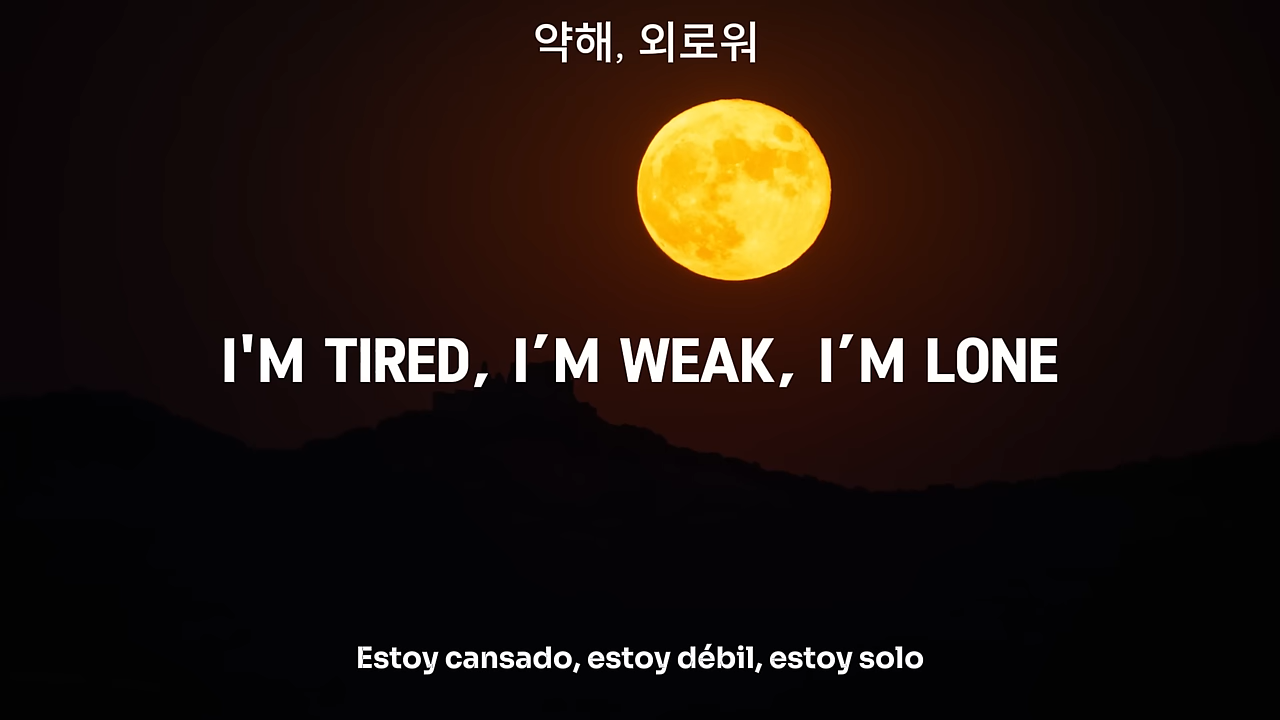 약해, 외로워
I'M TIRED, I´M WEAK, I´M LONE
Estoy cansado, estoy débil, estoy solo